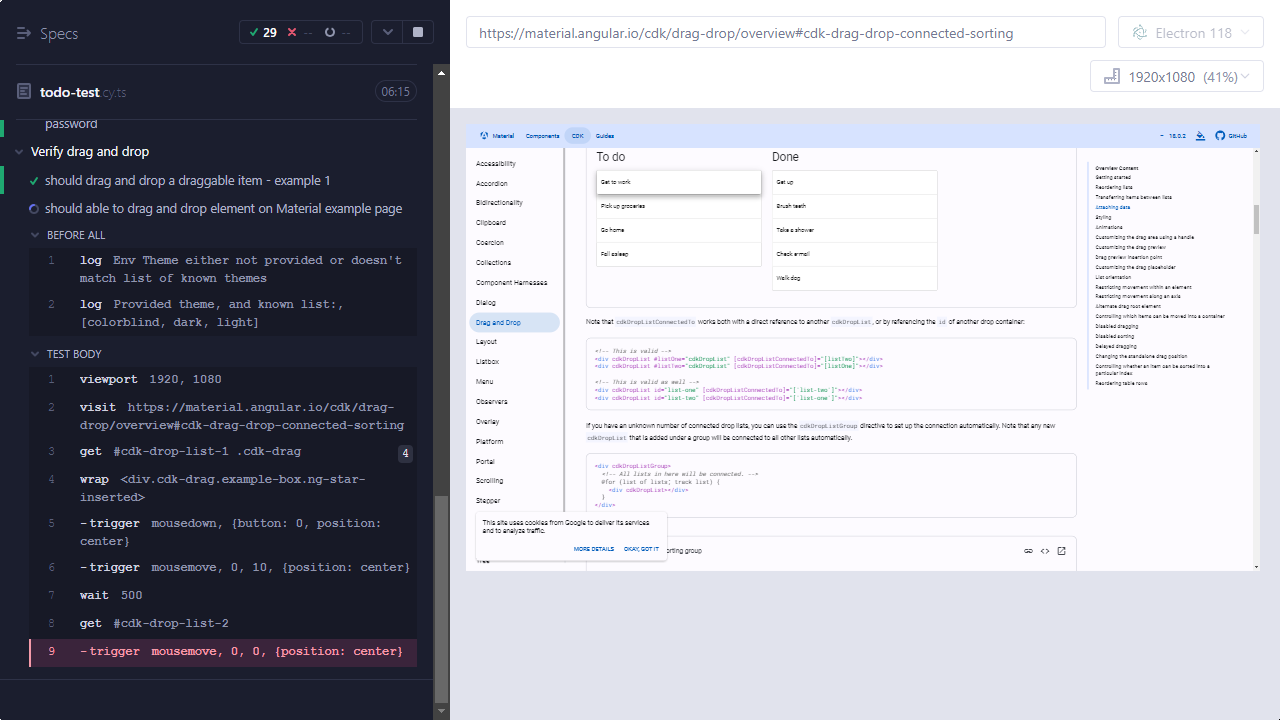 Specs
29
--
--
https://material.angular.io/cdk/drag-drop/overview#cdk-drag-drop-connected-sorting
Electron 118
1920x1080 (41%)
todo-test.cy.ts
06:15
password
Verify drag and drop
should drag and drop a draggable item - example 1
should able to drag and drop element on Material example page
BEFORE ALL
1 log Env Theme either not provided or doesn't
match list of known themes
2 log Provided theme, and known list:,
[colorblind, dark, light]
TEST BODY
1 viewport 1920, 1080
2 visit https://material.angular.io/cdk/drag-
drop/overview#cdk-drag-drop-connected-sorting
3 get #cdk-drop-list-1 .cdk-drag 4
4 wrap <div.cdk-drag.example-box.ng-star-
inserted>
5 -trigger mousedown, {button: 0, position:
center}
6 -trigger mousemove, 0, 10, {position: center}
7 wait 500
8 get #cdk-drop-list-2
9 -trigger mousemove, 0, 0, {position: center}
Material Components CDK Guides
18.0.2 GitHub
Accessibility
Accordion
Bidirectionality
Clipboard
Coercion
Collections
Component Harnesses
Dialog
Drag and Drop
Layout
Listbox
Menu
Observers
Overlay
Platform
Portal
Scrolling
Stepper
Tree
To do
Get to work
Pick up groceries
Go home
Fall asleep
Done
Get up
Brush teeth
Take a shower
Check e-mail
Walk dog
Note that cdkDropListConnectedTo works both with a direct reference to another cdkDropList, or by referencing the id of another drop container:
<!-- This is valid -->
<div cdkDropList #listOne="cdkDropList" [cdkDropListConnectedTo]="[listTwo]"></div>
<div cdkDropList #listTwo="cdkDropList" [cdkDropListConnectedTo]="[listOne]"></div>
<!-- This is valid as well -->
<div cdkDropList id="list-one" [cdkDropListConnectedTo]="['list-two']"></div>
<div cdkDropList id="list-two" [cdkDropListConnectedTo]="['list-one']"></div>
If you have an unknown number of connected drop lists, you can use the cdkDropListGroup directive to set up the connection automatically. Note that any new
cdkDropList that is added under a group will be connected to all other lists automatically.
<div cdkDropListGroup>
<!-- All lists in here will be connected. -->
@for (list of lists; track list) {
<div cdkDropList></div>
}
</div>
orting group
This site uses cookies from Google to deliver its services
and to analyze traffic.
MORE DETAILS OKAY, GOT IT
Overview Content
Getting started
Reordering lists
Transferring items between lists
Attaching data
Styling
Animations
Customizing the drag area using a handle
Customizing the drag preview
Drag preview insertion point
Customizing the drag placeholder
List orientation
Restricting movement within an element
Restricting movement along an axis
Alternate drag root element
Controlling which items can be moved into a container
Disabled dragging
Disabled sorting
Delayed dragging
Changing the standalone drag position
Controlling whether an item can be sorted into a
particular index
Reordering table rows